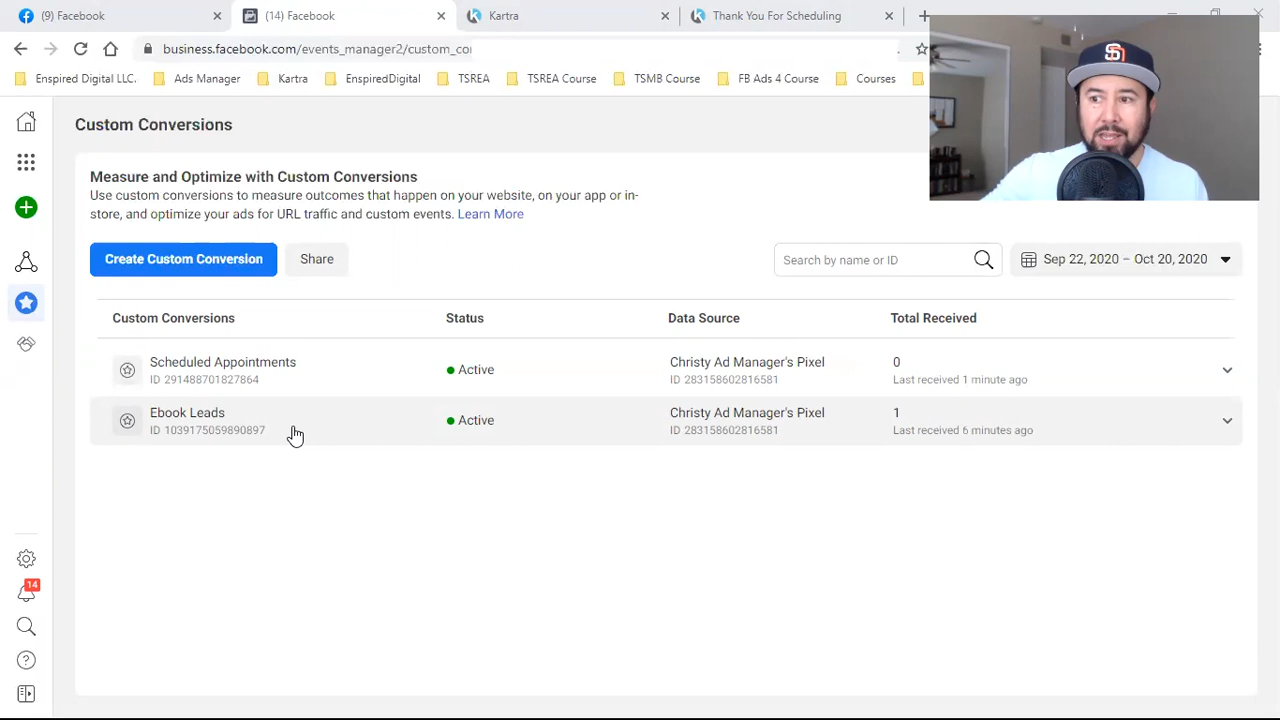 (9) Facebook
(14) Facebook
Kartra
Thank You For Scheduling
business.facebook.com/events_manager2/custom_co
Enspired Digital LLC.
Ads Manager
Kartra
EnspiredDigital
TSREA
TSREA Course
TSMB Course
FB Ads 4 Course
Courses
Custom Conversions
Measure and Optimize with Custom Conversions
Use custom conversions to measure outcomes that happen on your website, on your app or in-
store, and optimize your ads for URL traffic and custom events. Learn More
Create Custom Conversion
Share
Search by name or ID
Sep 22, 2020 – Oct 20, 2020
Custom Conversions
Status
Data Source
Total Received
Scheduled Appointments
ID 291488701827864
Active
Christy Ad Manager's Pixel
ID 283158602816581
0
Last received 1 minute ago
Ebook Leads
ID 1039175059890897
Active
Christy Ad Manager's Pixel
ID 283158602816581
1
Last received 6 minutes ago
14